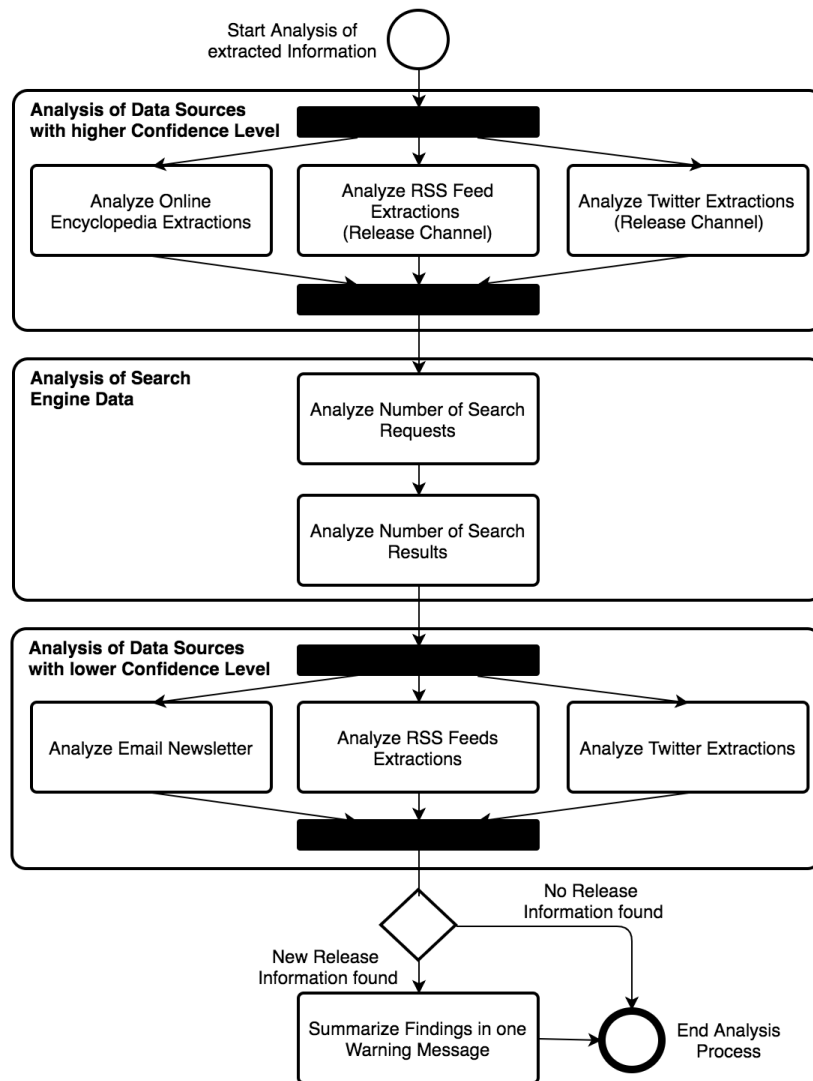 Start Analysis of
extracted Information
Analysis of Data Sources
with higher Confidence Level
Analyze Online
Encyclopedia Extractions
Analyze RSS Feed
Extractions
(Release Channel)
Analyze Twitter Extractions
(Release Channel)
Analysis of Search
Engine Data
Analyze Number of Search
Requests
Analyze Number of Search
Results
Analysis of Data Sources
with lower Confidence Level
Analyze Email Newsletter
Analyze RSS Feeds
Extractions
Analyze Twitter Extractions
No Release
Information found
New Release
Information found
Summarize Findings in one
Warning Message
End Analysis
Process